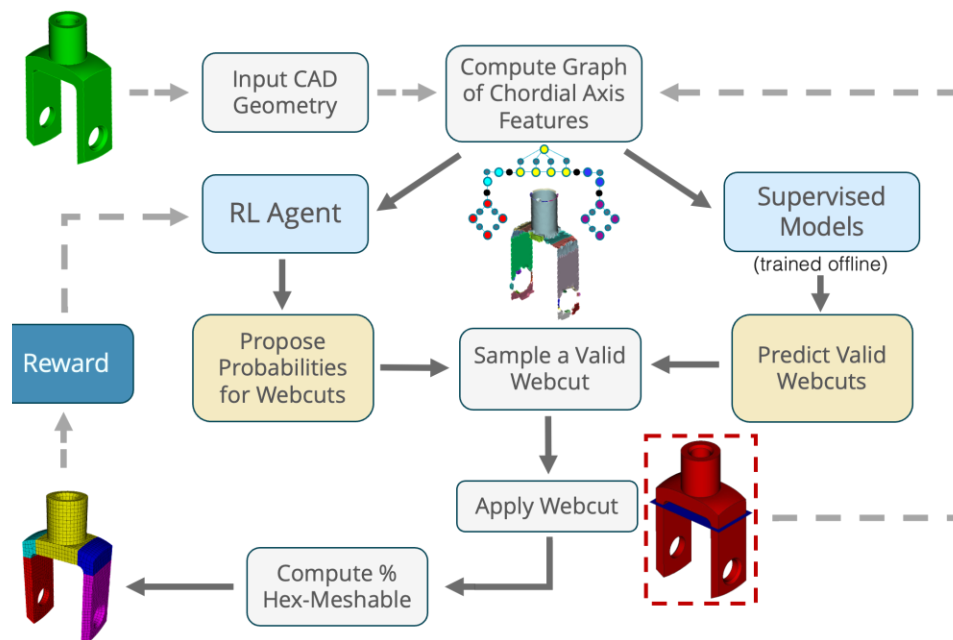 Input CAD
Geometry
Compute Graph
of Chordial Axis
Features
RL Agent
Supervised
Models
(trained offline)
Reward
Propose
Probabilities
for Webcuts
Sample a Valid
Webcut
Predict Valid
Webcuts
Apply Webcut
Compute %
Hex-Meshable